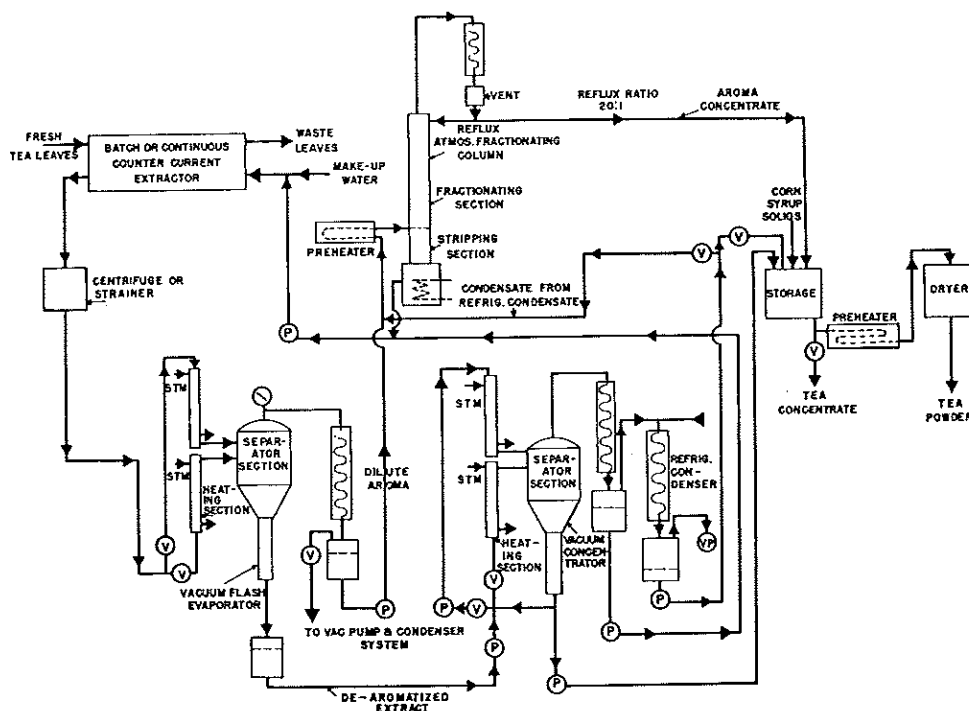 VENT
REFLUX RATIO
20:1
AROMA
CONCENTRATE
FRESH
TEA LEAVES
BATCH OR CONTINUOUS
COUNTER CURRENT
EXTRACTOR
WASTE
LEAVES
MAKE-UP
WATER
REFLUX
ATMOS. FRACTIONATING
COLUMN
FRACTIONATING
SECTION
STRIPPING
SECTION
PREHEATER
CORN
SYRUP
SOLIDS
V
V
CENTRIFUGE OR
STRAINER
CONDENSATE FROM
REFRIG. CONDENSATE
STORAGE
PREHEATER
DRYER
P
V
TEA
CONCENTRATE
TEA
POWDER
STM
STM
HEAT-
ING SECTION
SEPAR-
ATOR
SECTION
DILUTE
AROMA
STM
STM
HEAT-
ING
SECTION
SEPAR-
ATOR
SECTION
VACUUM
CONCEN-
TRATOR
REFRIG.
CON-
DENSER
V
V
V
V
V
VP
VACUUM FLASH
EVAPORATOR
P
P
P
P
P
P
TO VAC PUMP & CONDENSER
SYSTEM
DE-AROMATIZED
EXTRACT